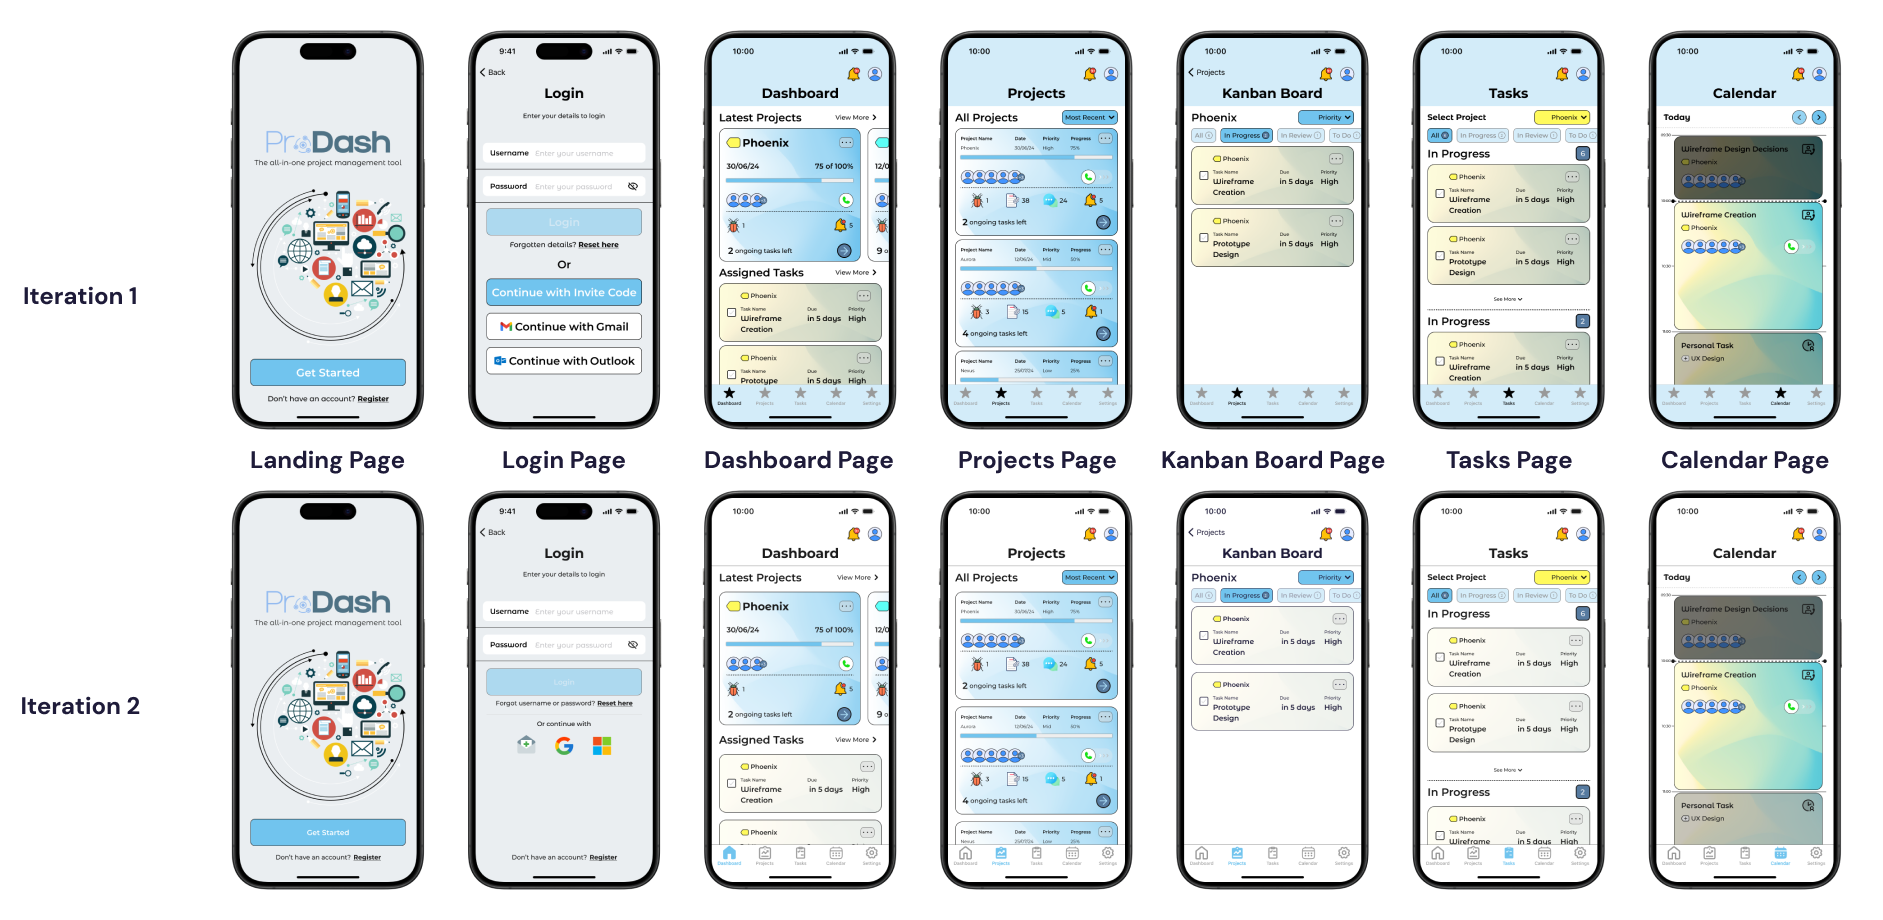 Iteration 1
ProDash
The all-in-one project management tool
Get Started
Don't have an account? Register
Landing Page
9:41
Back
Login
Enter your details to login
Username Enter your username
Password Enter your password
Login
Forgotten details? Reset here
Or
Continue with Invite Code
Continue with Gmail
Continue with Outlook
Login Page
10:00
Dashboard
Latest Projects View More
Phoenix
30/06/24 75 of 100% 12/0
1 5
2 ongoing tasks left 9 o
Assigned Tasks View More
Phoenix
Task Name Due Priority
Wireframe in 5 days High
Creation
Phoenix
Task Name Due Priority
Prototype in 5 days High
Dashboard Projects Tasks Calendar Settings
Dashboard Page
10:00
Projects
All Projects Most Recent
Project Name Date Priority Progress
Phoenix 30/06/24 High 75%
1 38 24 5
2 ongoing tasks left
Project Name Date Priority Progress
Aurora 12/06/24 Mid 50%
3 15 5 1
4 ongoing tasks left
Project Name Date Priority Progress
Nexus 25/07/24 Low 25%
Dashboard Projects Tasks Calendar Settings
Projects Page
10:00
Projects
Kanban Board
Phoenix Priority
All In Progress In Review To Do
Phoenix
Task Name Due Priority
Wireframe in 5 days High
Creation
Phoenix
Task Name Due Priority
Prototype in 5 days High
Design
Dashboard Projects Tasks Calendar Settings
Kanban Board Page
10:00
Tasks
Select Project Phoenix
All In Progress In Review To Do
In Progress 6
Phoenix
Task Name Due Priority
Wireframe in 5 days High
Creation
Phoenix
Task Name Due Priority
Prototype in 5 days High
Design
See More
In Progress 2
Phoenix
Task Name Due Priority
Wireframe in 5 days High
Creation
Dashboard Projects Tasks Calendar Settings
Tasks Page
10:00
Calendar
Today
Wireframe Design Decisions
Phoenix
Wireframe Creation
Phoenix
10:30
Personal Task
UX Design
Dashboard Projects Tasks Calendar Settings
Calendar Page
Iteration 2
ProDash
The all-in-one project management tool
Get Started
Don't have an account? Register
9:41
Back
Login
Enter your details to login
Username Enter your username
Password Enter your password
Login
Forgot username or password? Reset here
Or continue with
Don't have an account? Register
10:00
Dashboard
Latest Projects View More
Phoenix
30/06/24 75 of 100% 12/0
1 5
2 ongoing tasks left 9 o
Assigned Tasks View More
Phoenix
Task Name Due Priority
Wireframe in 5 days High
Creation
Phoenix
Dashboard Projects Tasks Calendar Settings
10:00
Projects
All Projects Most Recent
Project Name Date Priority Progress
Phoenix 30/06/24 High 75%
1 38 24 5
2 ongoing tasks left
Project Name Date Priority Progress
Aurora 12/06/24 Mid 50%
3 15 5 1
4 ongoing tasks left
Project Name Date Priority Progress
Nexus 25/07/24 Low 25%
Dashboard Projects Tasks Calendar Settings
10:00
Projects
Kanban Board
Phoenix Priority
All In Progress In Review To Do
Phoenix
Task Name Due Priority
Wireframe in 5 days High
Creation
Phoenix
Task Name Due Priority
Prototype in 5 days High
Design
Dashboard Projects Tasks Calendar Settings
10:00
Tasks
Select Project Phoenix
All In Progress In Review To Do
In Progress 6
Phoenix
Task Name Due Priority
Wireframe in 5 days High
Creation
Phoenix
Task Name Due Priority
Prototype in 5 days High
Design
See More
In Progress 2
Phoenix
Task Name Due Priority
Wireframe in 5 days High
Dashboard Projects Tasks Calendar Settings
10:00
Calendar
Today
Wireframe Design Decisions
Phoenix
Wireframe Creation
Phoenix
10:30
Personal Task
UX Design
Dashboard Projects Tasks Calendar Settings